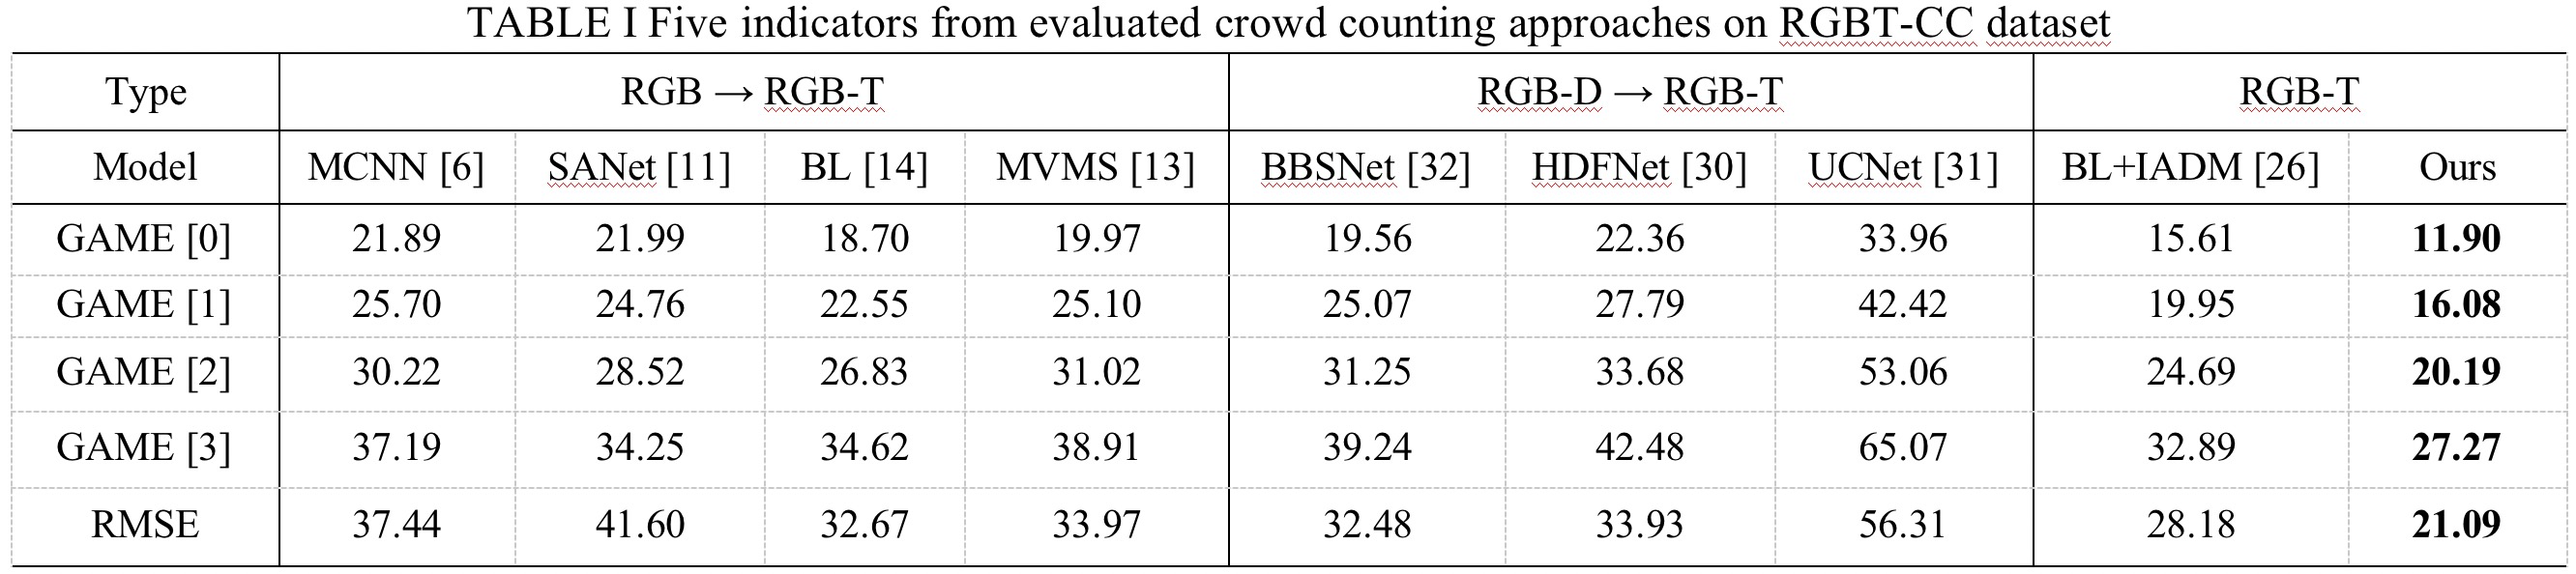 TABLE I Five indicators from evaluated crowd counting approaches on RGBT-CC dataset
Type RGB → RGB-T RGB-D → RGB-T RGB-T
Model MCNN [6] SANet [11] BL [14] MVMS [13] BBSNet [32] HDFNet [30] UCNet [31] BL+IADM [26] Ours
GAME [0] 21.89 21.99 18.70 19.97 19.56 22.36 33.96 15.61 11.90
GAME [1] 25.70 24.76 22.55 25.10 25.07 27.79 42.42 19.95 16.08
GAME [2] 30.22 28.52 26.83 31.02 31.25 33.68 53.06 24.69 20.19
GAME [3] 37.19 34.25 34.62 38.91 39.24 42.48 65.07 32.89 27.27
RMSE 37.44 41.60 32.67 33.97 32.48 33.93 56.31 28.18 21.09